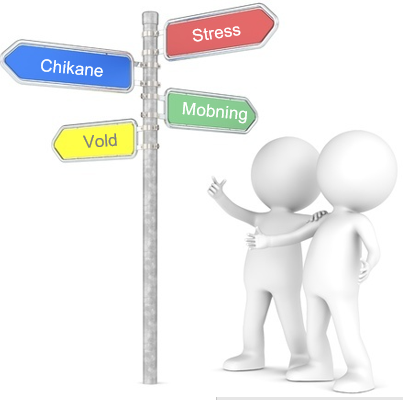 Stress
Chikane
Mobning
Vold